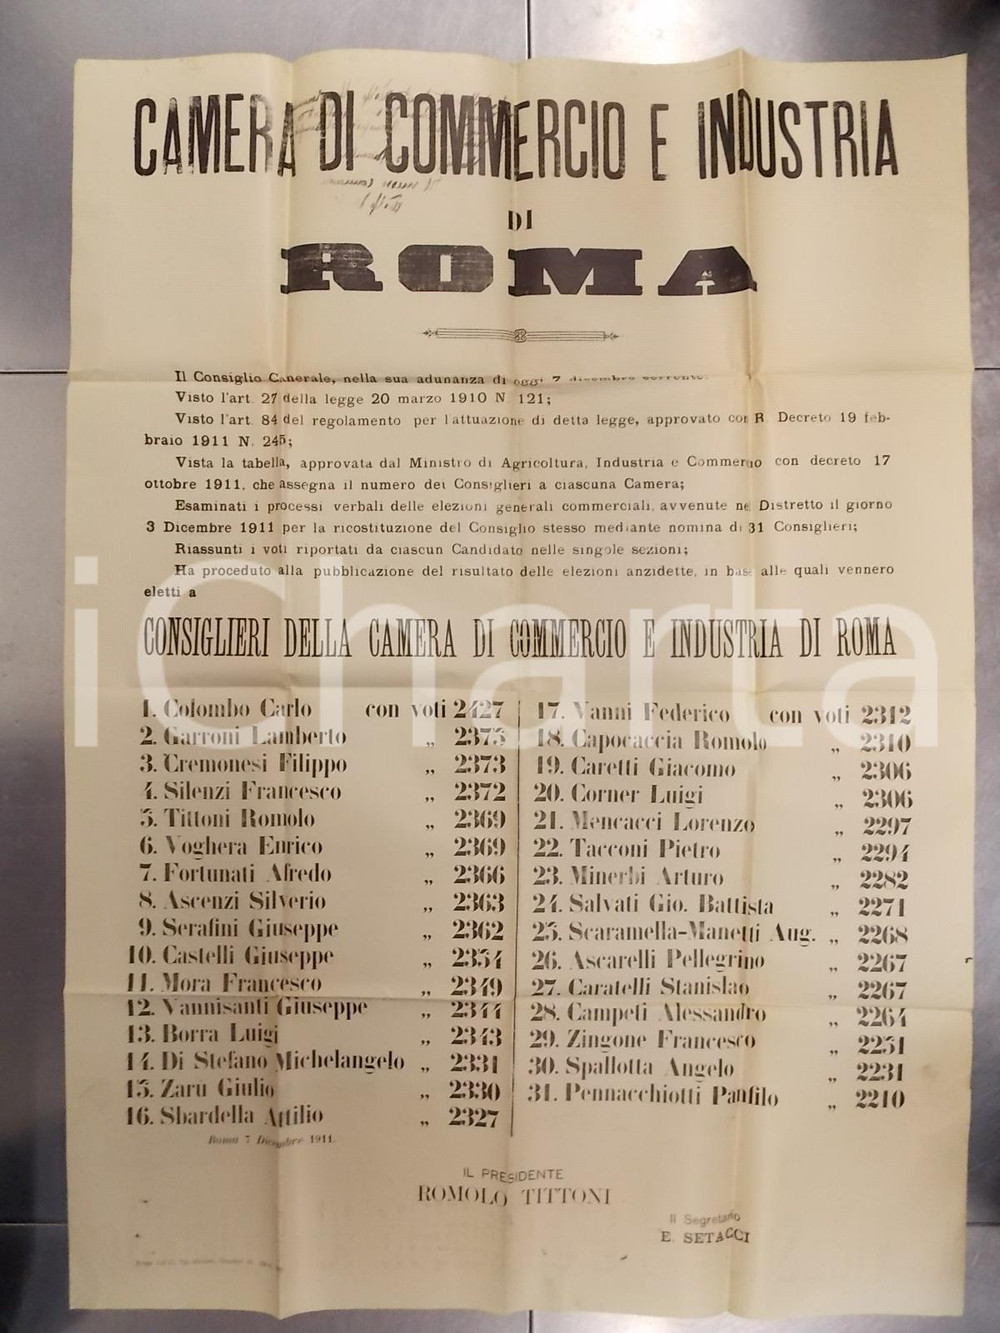 CAMERA DI COMMERCIO E INDUSTRIA
DI
ROMA
Il Consiglio Camerale, nella sua adunanza di oggi 7 dicembre corrente:
Visto l'art. 27 della legge 20 marzo 1910 N 121;
Visto l'art. 84 del regolamento per l'attuazione di detta legge, approvato con R Decreto 19 feb-
braio 1911 N. 245;
Vista la tabella, approvata dal Ministro di Agricoltura, Industria e Commercio con decreto 17
ottobre 1911, che assegna il numero dei Consiglieri a ciascuna Camera;
Esaminati i processi verbali delle elezioni generali commerciali, avvenute nel Distretto il giorno
3 Dicembre 1911 per la ricostituzione del Consiglio stesso mediante nomina di 31 Consiglieri;
Riassunti i voti riportati da ciascun Candidato nelle singole sezioni;
Ha proceduto alla pubblicazione del risultato delle elezioni anzidette, in base alle quali vennero
eletti a
CONSIGLIERI DELLA CAMERA DI COMMERCIO E INDUSTRIA DI ROMA
1. Colombo Carlo con voti 2427
2. Garroni Lamberto „ 2375
3. Cremonesi Filippo „ 2373
4. Silenzi Francesco „ 2372
5. Tittoni Romolo „ 2369
6. Voghera Enrico „ 2369
7. Fortunati Alfredo „ 2366
8. Ascenzi Silverio „ 2363
9. Serafini Giuseppe „ 2362
10. Castelli Giuseppe „ 2354
11. Mora Francesco „ 2349
12. Vannisanti Giuseppe „ 2344
13. Borra Luigi „ 2343
14. Di Stefano Michelangelo „ 2331
15. Zaru Giulio „ 2330
16. Sbardella Attilio „ 2327
17. Vanni Federico con voti 2312
18. Capocaccia Romolo „ 2310
19. Caretti Giacomo „ 2306
20. Corner Luigi „ 2306
21. Mencacci Lorenzo „ 2297
22. Tacconi Pietro „ 2294
23. Minerbi Arturo „ 2282
24. Salvati Gio. Battista „ 2271
25. Scaramella-Manetti Aug. „ 2268
26. Ascarelli Pellegrino „ 2267
27. Caratelli Stanislao „ 2267
28. Campeti Alessandro „ 2264
29. Zingone Francesco „ 2251
30. Spallotta Angelo „ 2231
31. Pennacchiotti Panfilo „ 2210
Roma 7 Dicembre 1911.
IL PRESIDENTE
ROMOLO TITTONI
Il Segretario
E. SETACCI
iCharta